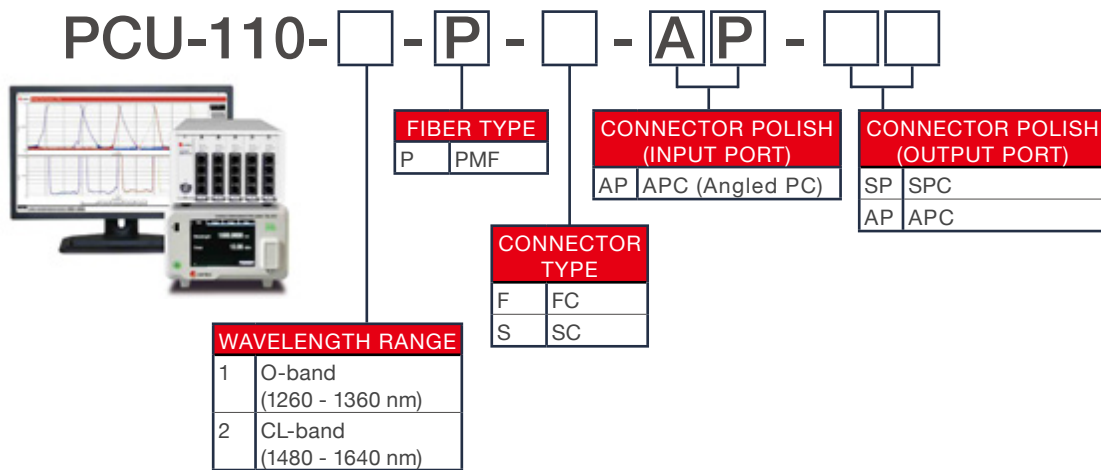 PCU-110-□ - P - □ - AP - □□
FIBER TYPE
P PMF
CONNECTOR POLISH
(INPUT PORT)
AP APC (Angled PC)
CONNECTOR POLISH
(OUTPUT PORT)
SP SPC
AP APC
CONNECTOR
TYPE
F FC
S SC
WAVELENGTH RANGE
1 O-band
(1260 - 1360 nm)
2 CL-band
(1480 - 1640 nm)